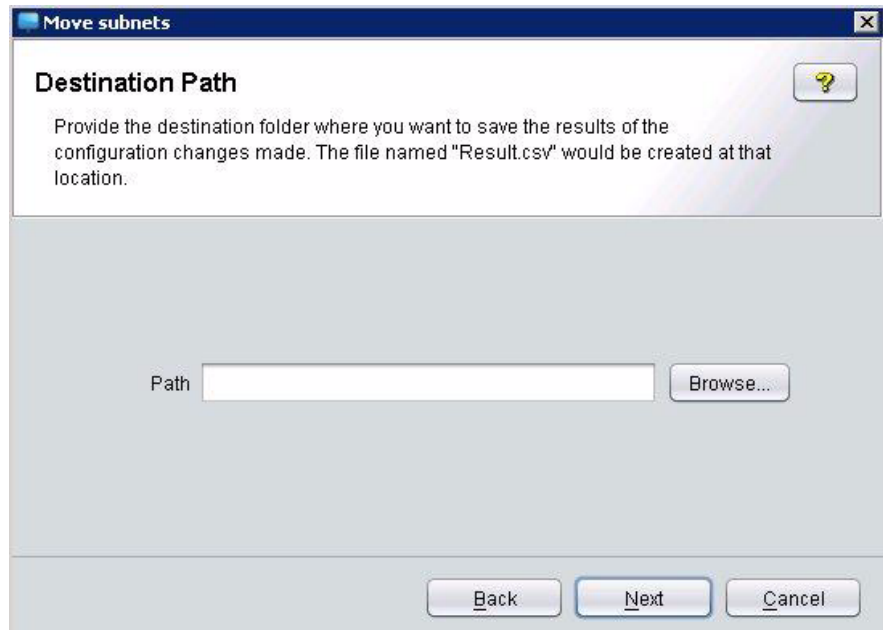 Move subnets
Destination Path
Provide the destination folder where you want to save the results of the
configuration changes made. The file named "Result.csv" would be created at that
location.
Path
Browse...
Back
Next
Cancel